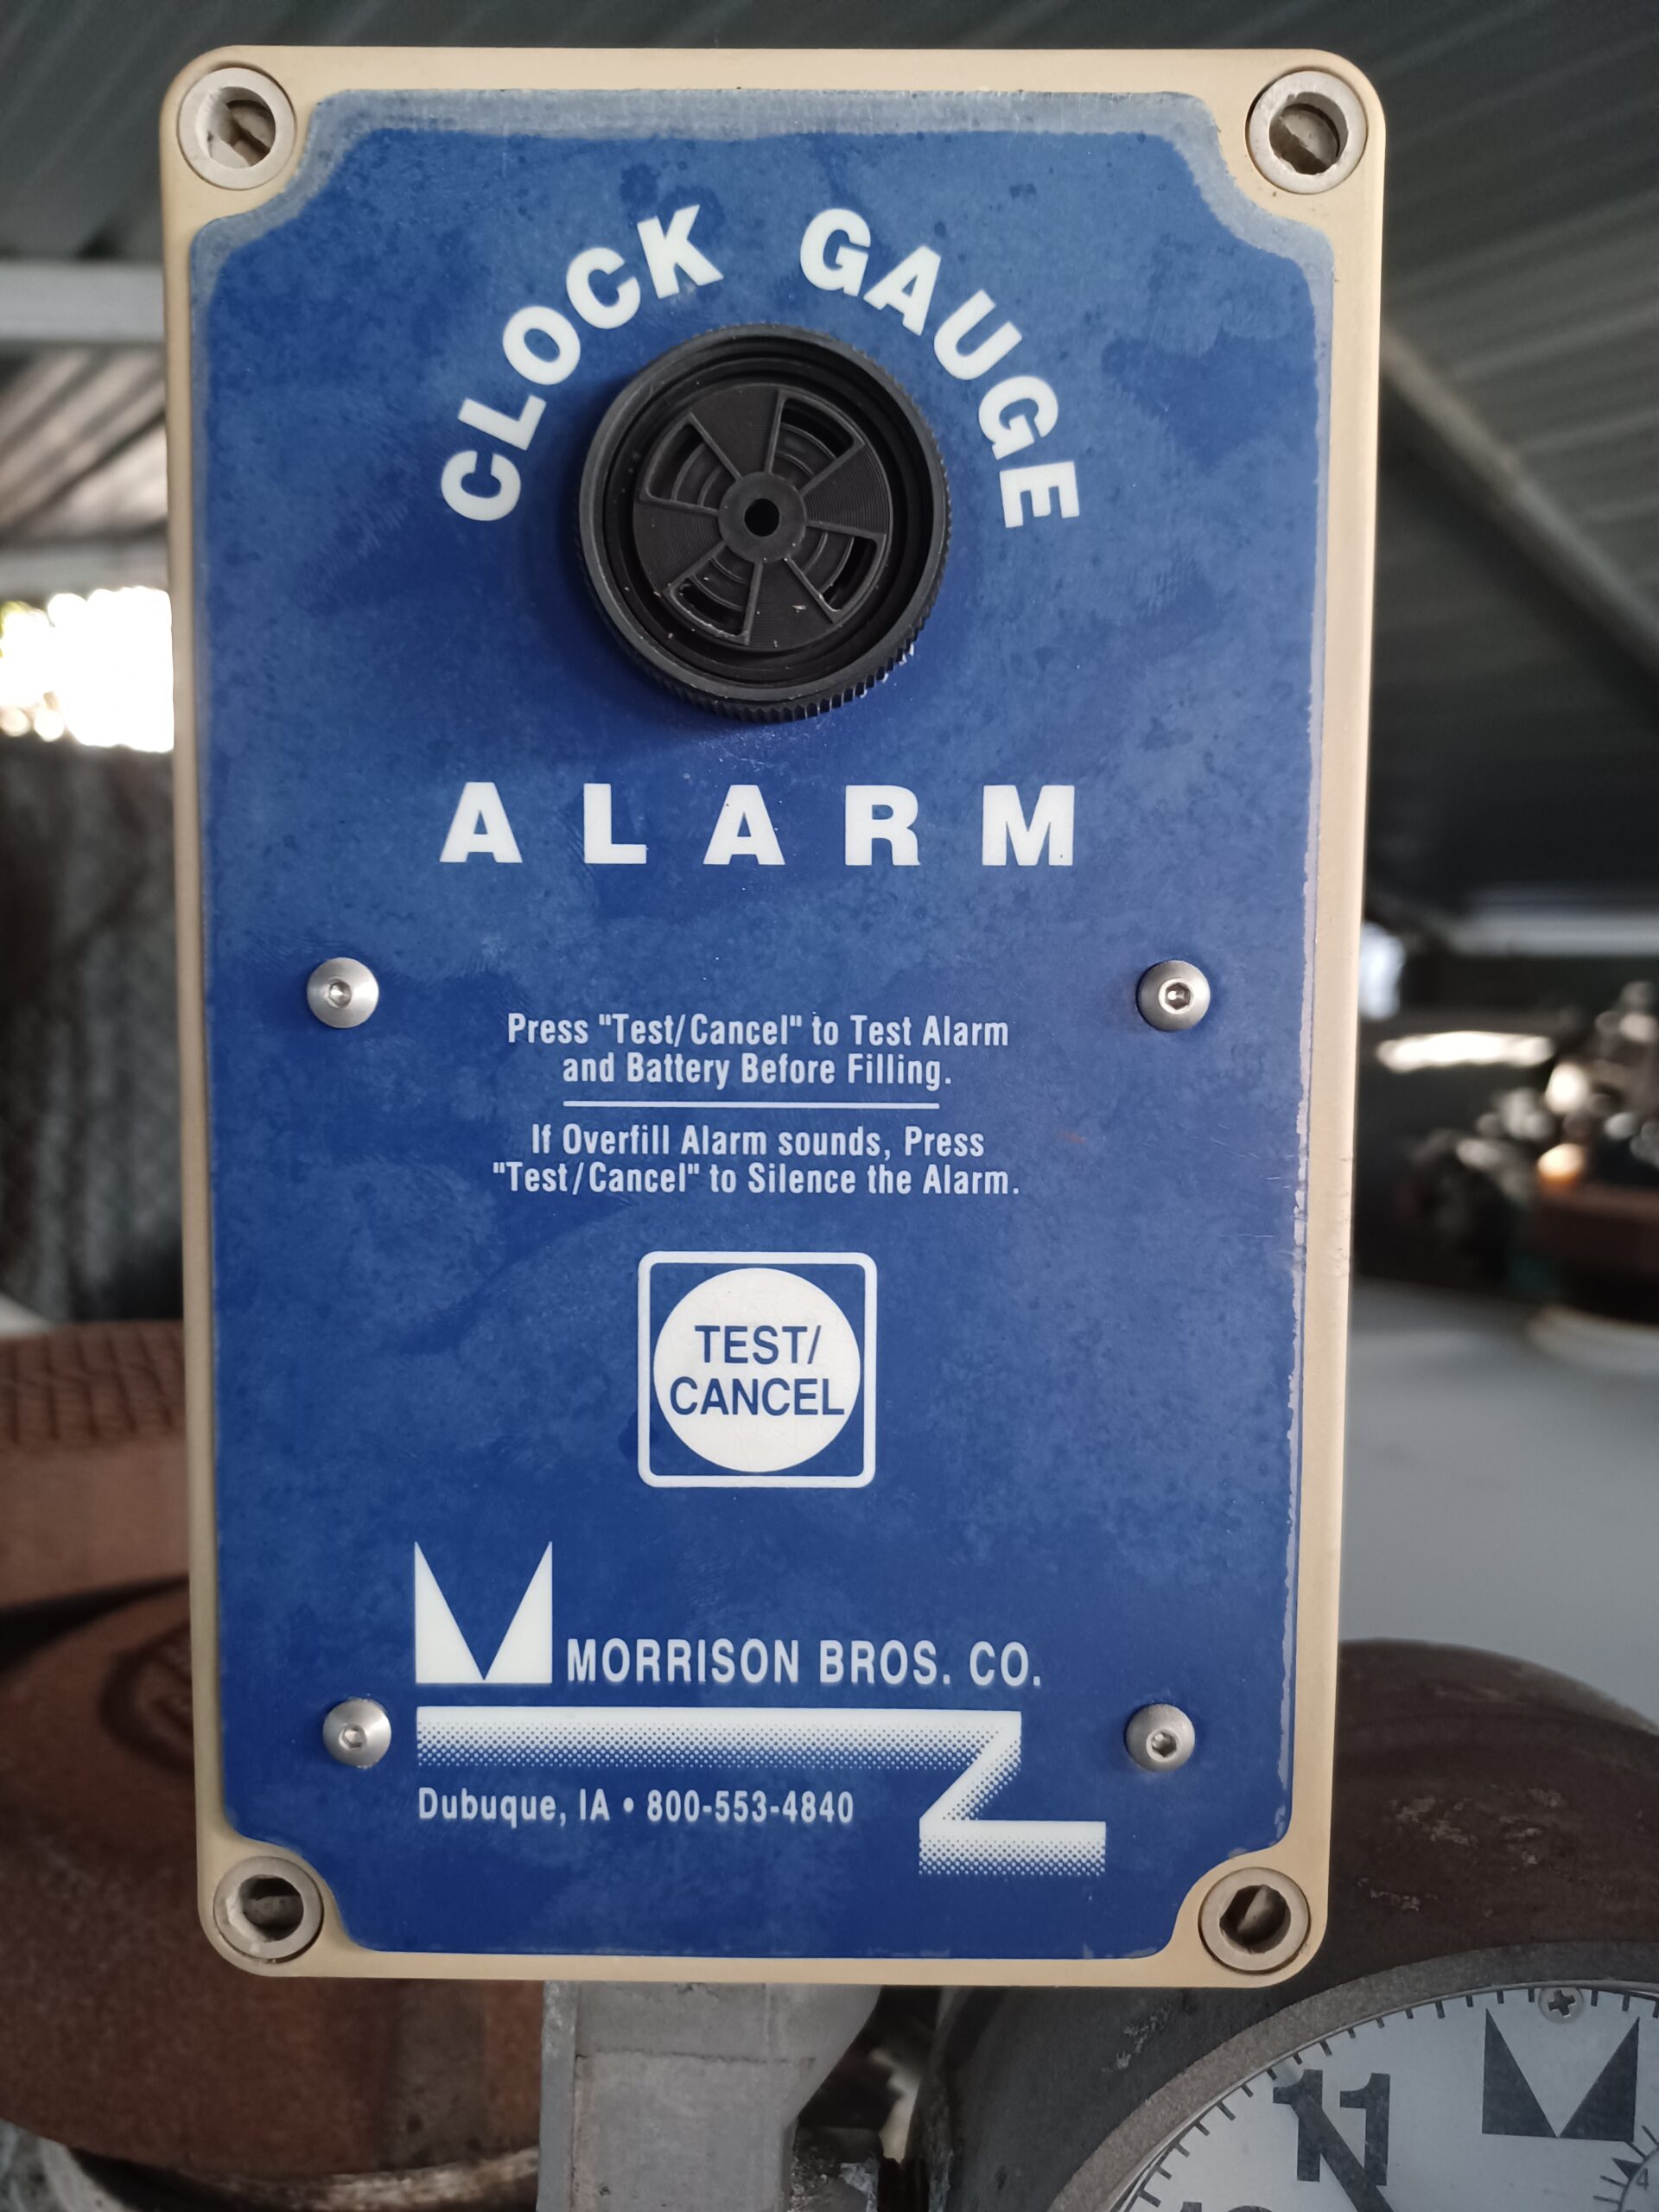 CLOCK GAUGE
ALARM
Press "Test/Cancel" to Test Alarm
and Battery Before Filling.
If Overfill Alarm sounds, Press
"Test/Cancel" to Silence the Alarm.
TEST/
CANCEL
MORRISON BROS. CO.
Dubuque, IA • 800-553-4840
11